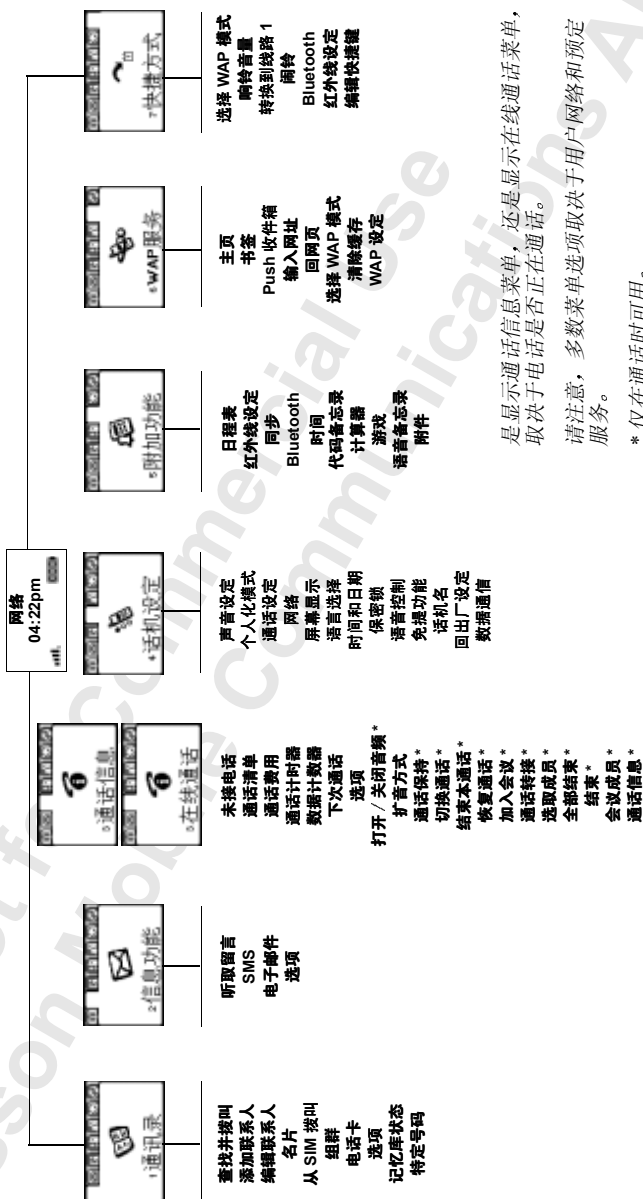 网络
04:22pm
1通讯录
查找并拨叫
添加联系人
编辑联系人
名片
从 SIM 拨叫
组群
电话卡
选项
记忆库状态
特定号码
2信息功能
听取留言
SMS
电子邮件
选项
3通话信息
3在线通话
未接电话
通话清单
通话费用
通话计时器
数据计数器
下次通话
选项
打开 / 关闭音频 *
扩音方式
通话保持 *
切换通话 *
结束本通话 *
恢复通话 *
加入会议 *
通话转接 *
选取成员 *
全部结束 *
结束 *
会议成员 *
通话信息 *
4话机设定
声音设定
个人化模式
通话设定
网络
屏幕显示
语言选择
时间和日期
保密锁
语音控制
免提功能
话机名
回出厂设定
数据通信
5附加功能
日程表
红外线设定
同步
Bluetooth
时间
代码备忘录
计算器
游戏
语音备忘录
附件
6WAP服务
主页
书签
Push 收件箱
输入网址
回网页
选择 WAP 模式
清除缓存
WAP 设定
7快捷方式
选择 WAP 模式
响铃音量
转换到线路 1
闹铃
Bluetooth
红外线设定
编辑快捷键
是显示通话信息菜单，还是显示在线通话菜单，
取决于电话是否正在通话。
请注意，多数菜单选项取决于用户网络和预定
服务。
* 仅在通话时可用。
Not for Commercial Use
Ericsson Mobile Communications A